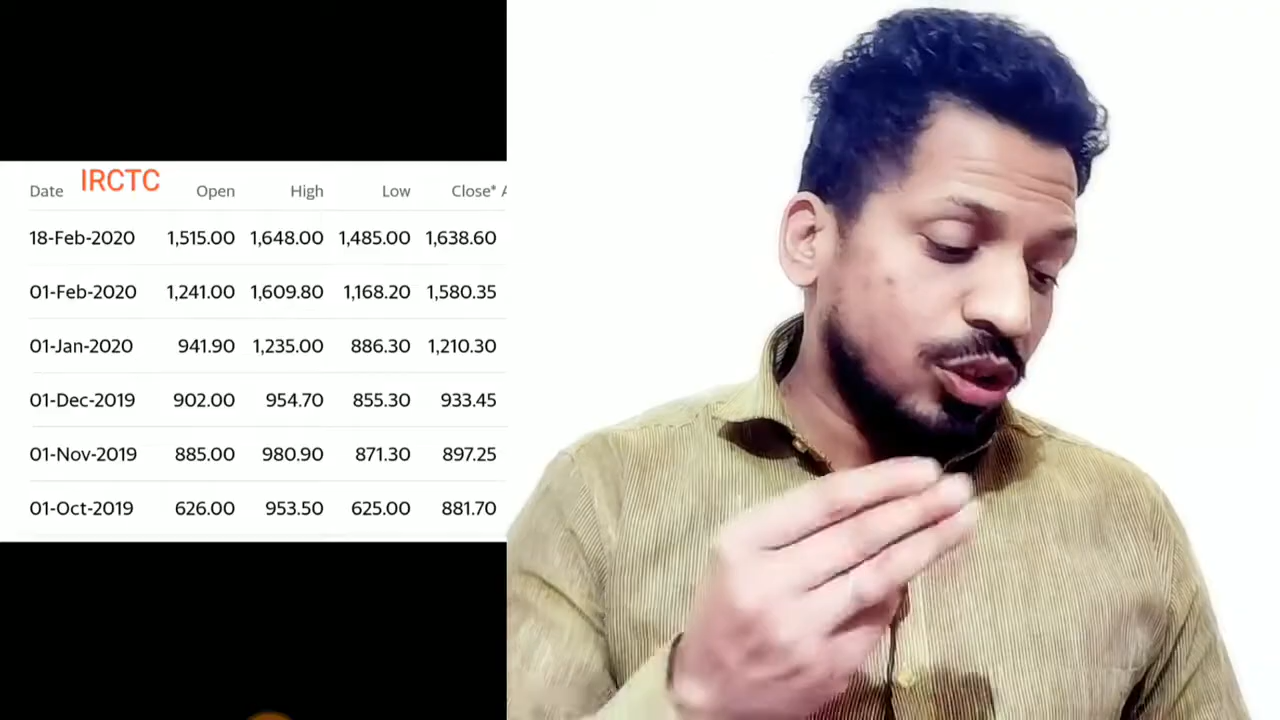 IRCTC
Date Open High Low Close*
18-Feb-2020 1,515.00 1,648.00 1,485.00 1,638.60
01-Feb-2020 1,241.00 1,609.80 1,168.20 1,580.35
01-Jan-2020 941.90 1,235.00 886.30 1,210.30
01-Dec-2019 902.00 954.70 855.30 933.45
01-Nov-2019 885.00 980.90 871.30 897.25
01-Oct-2019 626.00 953.50 625.00 881.70